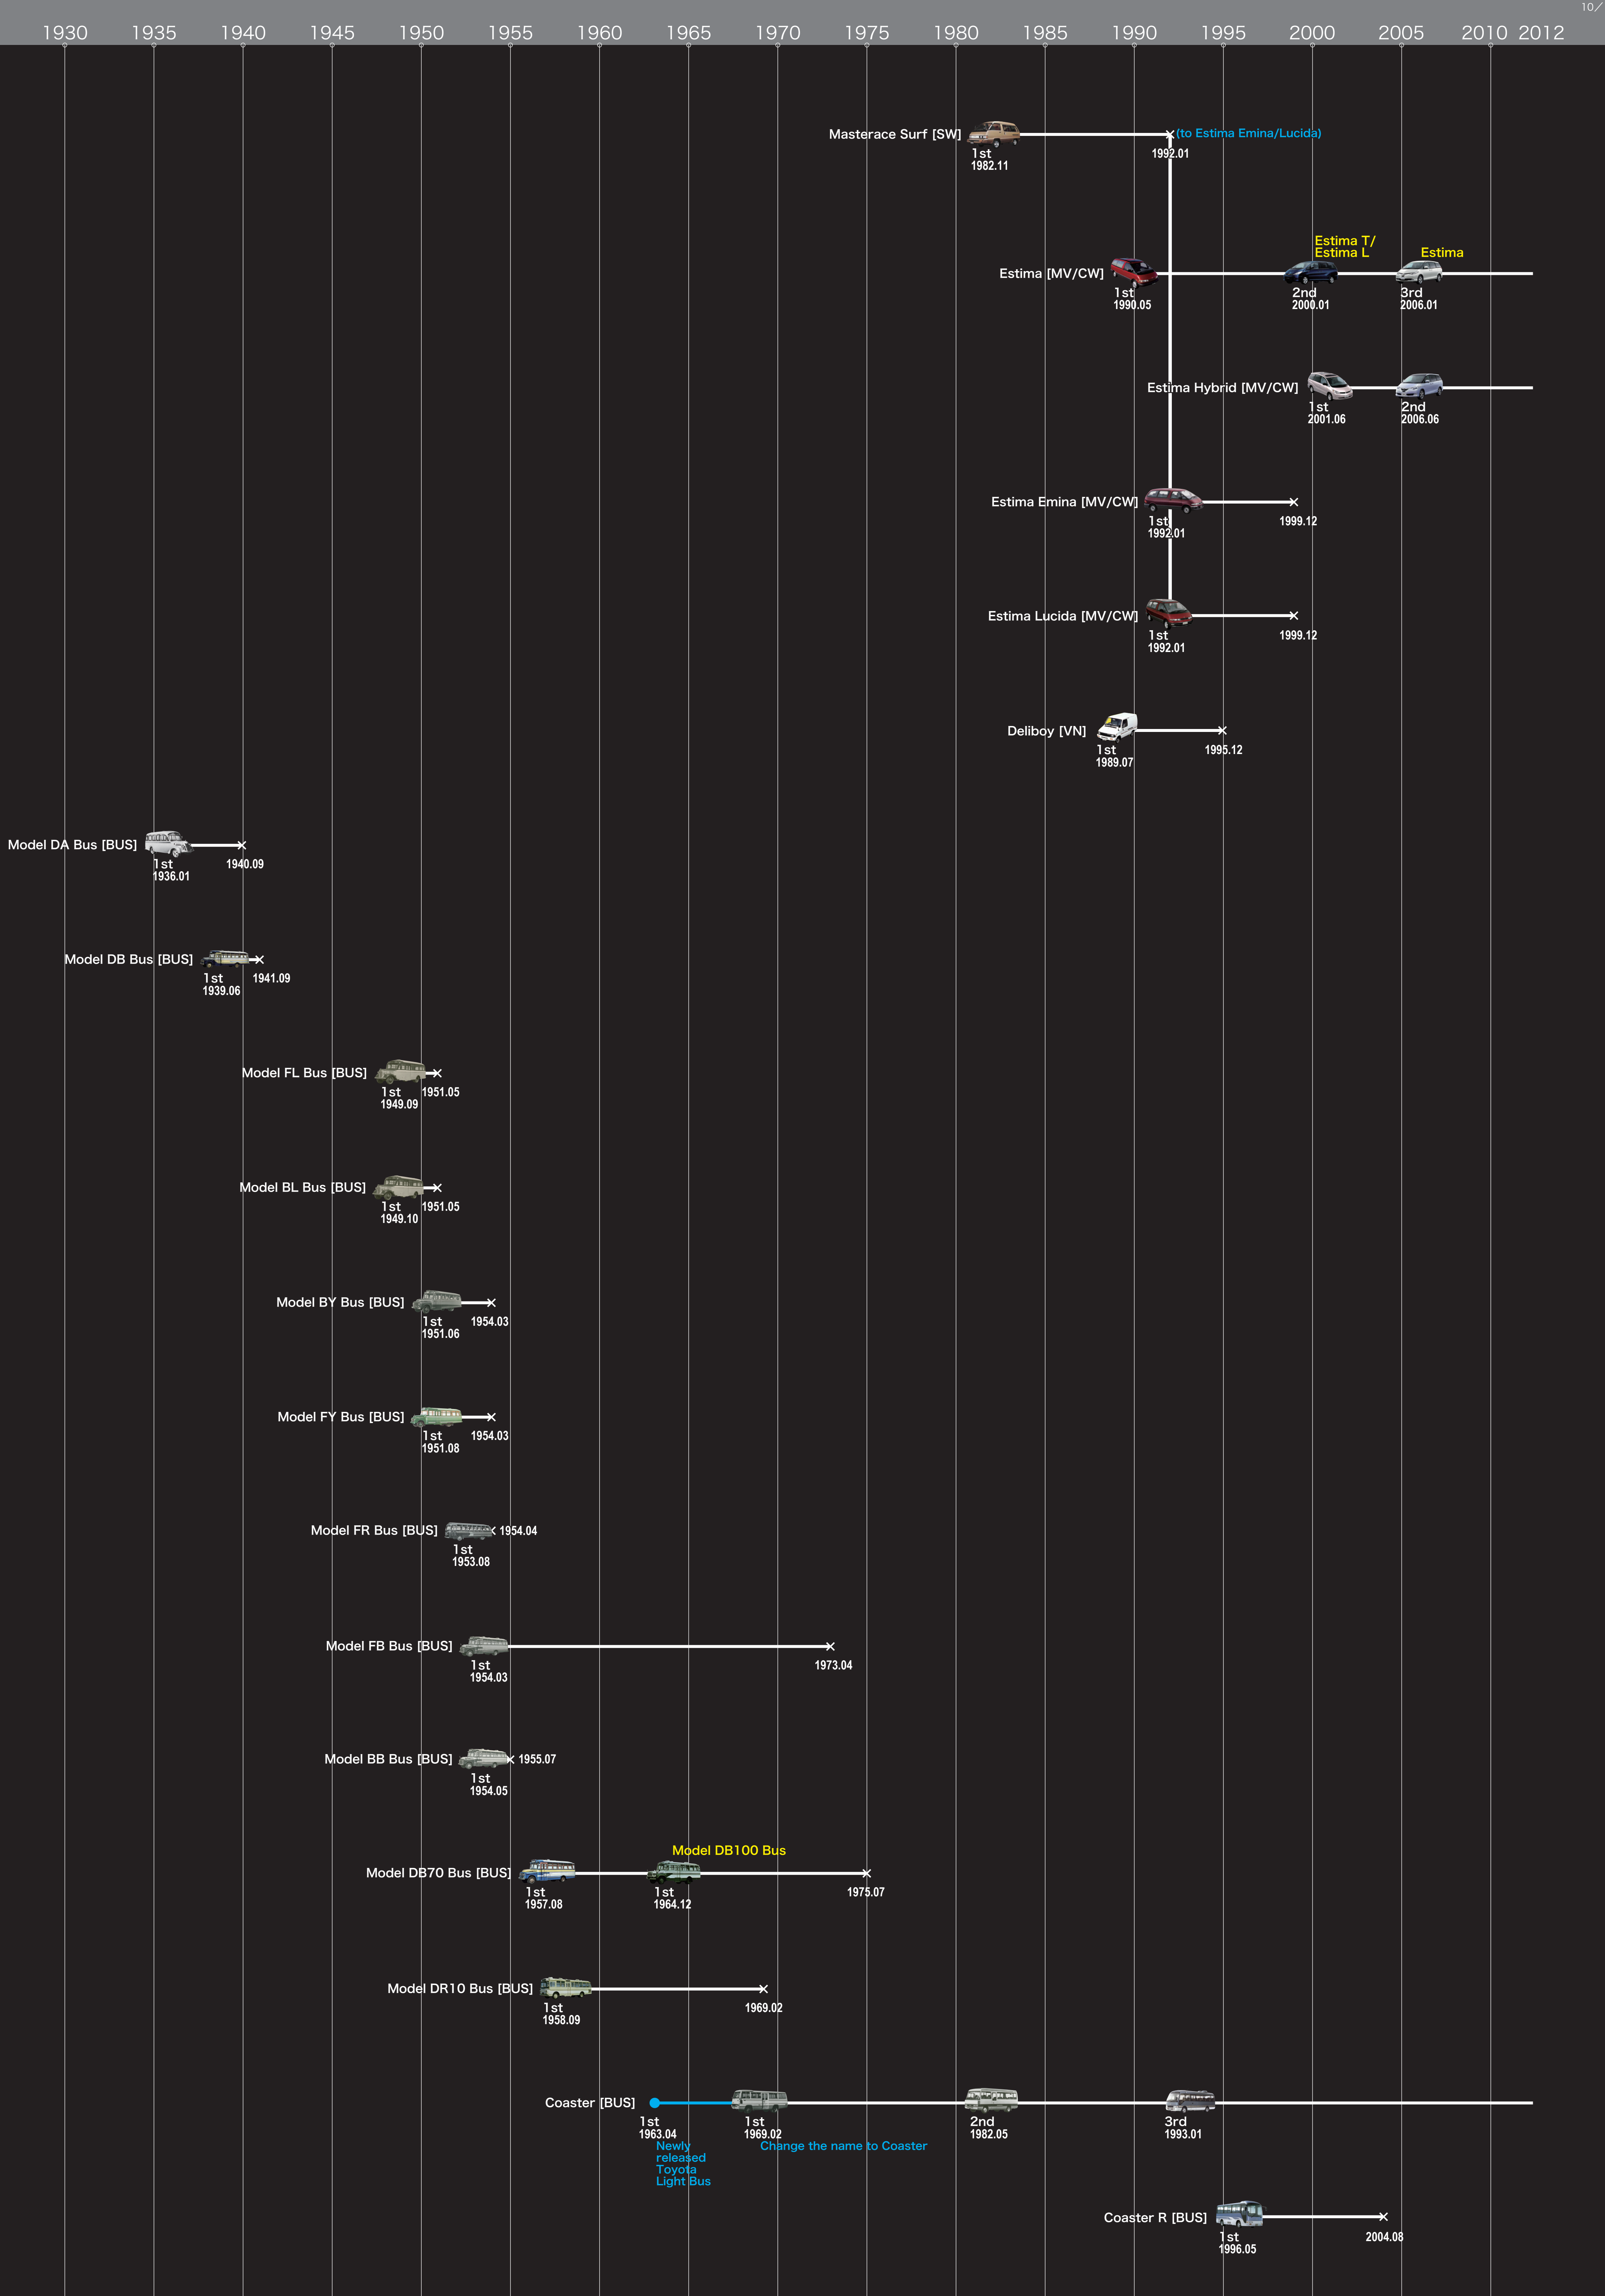 10／
1930 1935 1940 1945 1950 1955 1960 1965 1970 1975 1980 1985 1990 1995 2000 2005 2010 2012
Masterace Surf [SW]
(to Estima Emina/Lucida)
1st
1982.11
1992.01
Estima T/
Estima L
Estima
Estima [MV/CW]
1st
1990.05
2nd
2000.01
3rd
2006.01
Estima Hybrid [MV/CW]
1st
2001.06
2nd
2006.06
Estima Emina [MV/CW]
1st
1992.01
1999.12
Estima Lucida [MV/CW]
1st
1992.01
1999.12
Deliboy [VN]
1st
1989.07
1995.12
Model DA Bus [BUS]
1st
1936.01
1940.09
Model DB Bus [BUS]
1st
1939.06
1941.09
Model FL Bus [BUS]
1st
1949.09
1951.05
Model BL Bus [BUS]
1st
1949.10
1951.05
Model BY Bus [BUS]
1st
1951.06
1954.03
Model FY Bus [BUS]
1st
1951.08
1954.03
Model FR Bus [BUS]
1954.04
1st
1953.08
Model FB Bus [BUS]
1st
1954.03
1973.04
Model BB Bus [BUS]
1955.07
1st
1954.05
Model DB100 Bus
Model DB70 Bus [BUS]
1st
1957.08
1st
1964.12
1975.07
Model DR10 Bus [BUS]
1st
1958.09
1969.02
Coaster [BUS]
1st
1963.04
Newly
released
Toyota
Light Bus
1st
1969.02
Change the name to Coaster
2nd
1982.05
3rd
1993.01
Coaster R [BUS]
1st
1996.05
2004.08